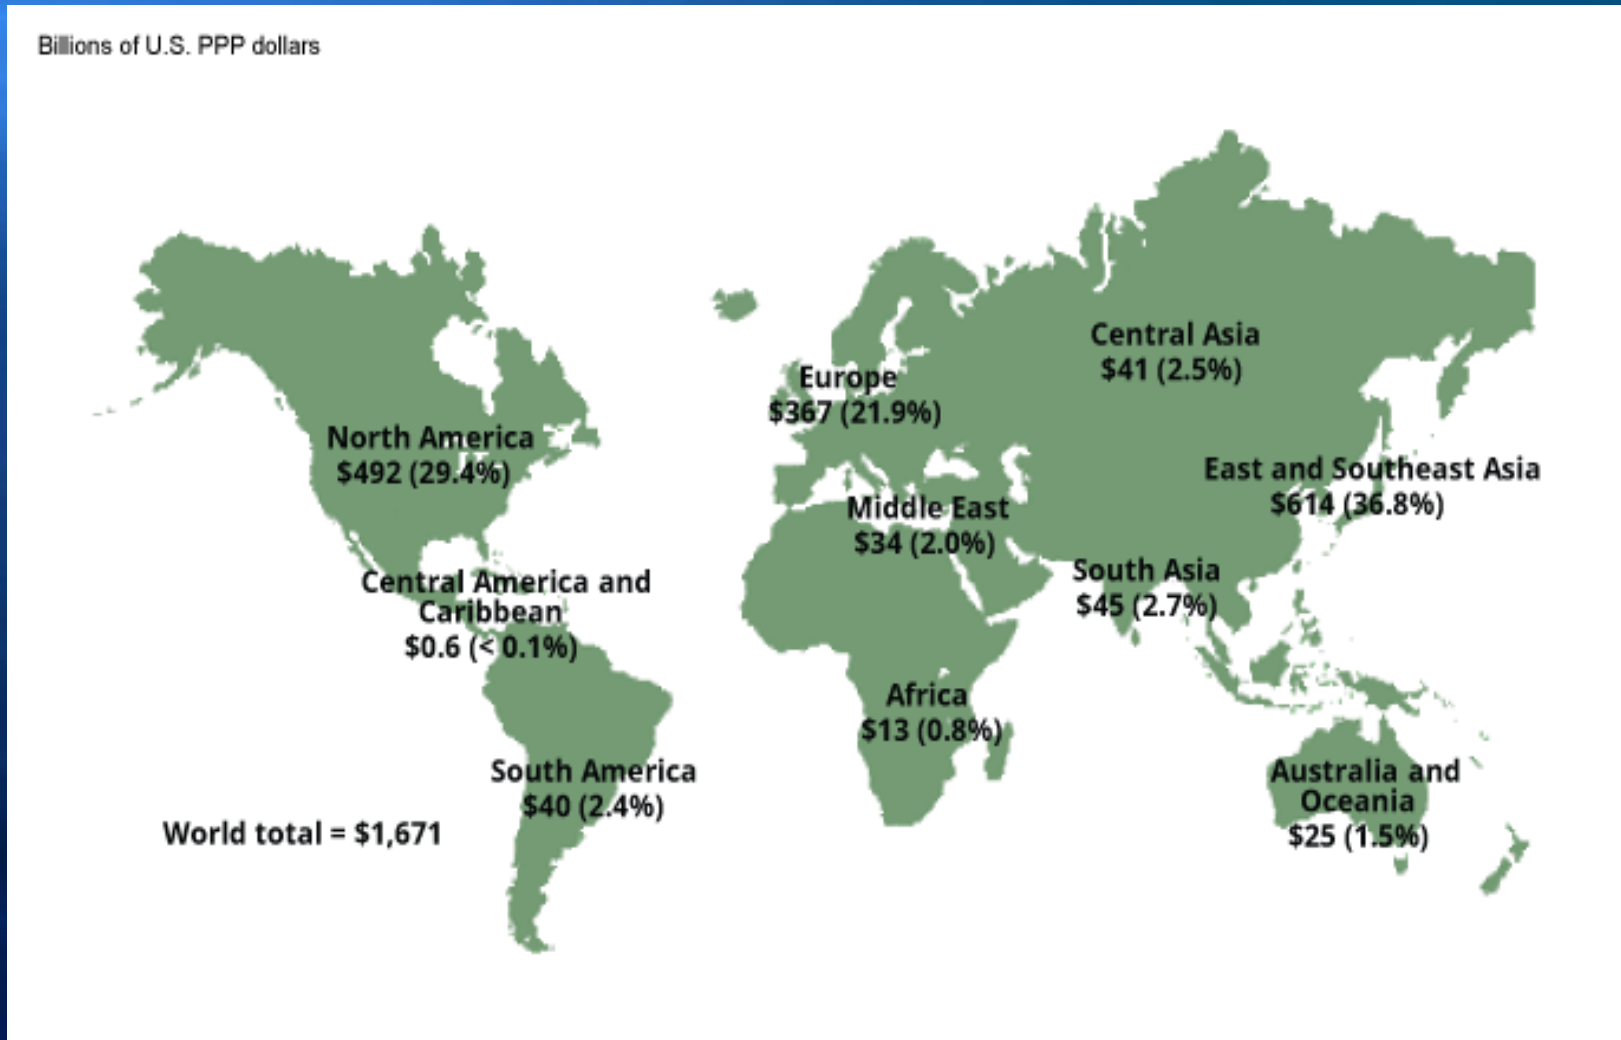 Billions of U.S. PPP dollars
Central Asia
$41 (2.5%)
Europe
$367 (21.9%)
North America
$492 (29.4%)
East and Southeast Asia
$614 (36.8%)
Middle East
$34 (2.0%)
South Asia
$45 (2.7%)
Central America and
Caribbean
$0.6 (< 0.1%)
Africa
$13 (0.8%)
South America
$40 (2.4%)
Australia and
Oceania
$25 (1.5%)
World total = $1,671